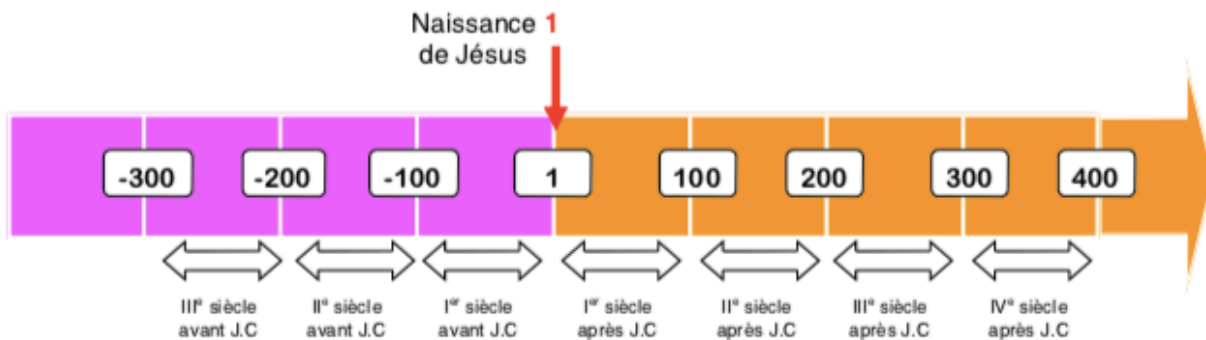 Naissance 1
de Jésus
-300
-200
-100
1
100
200
300
400
IIIe siècle
avant J.C
IIe siècle
avant J.C
Ier siècle
avant J.C
Ier siècle
après J.C
IIe siècle
après J.C
IIIe siècle
après J.C
IVe siècle
après J.C